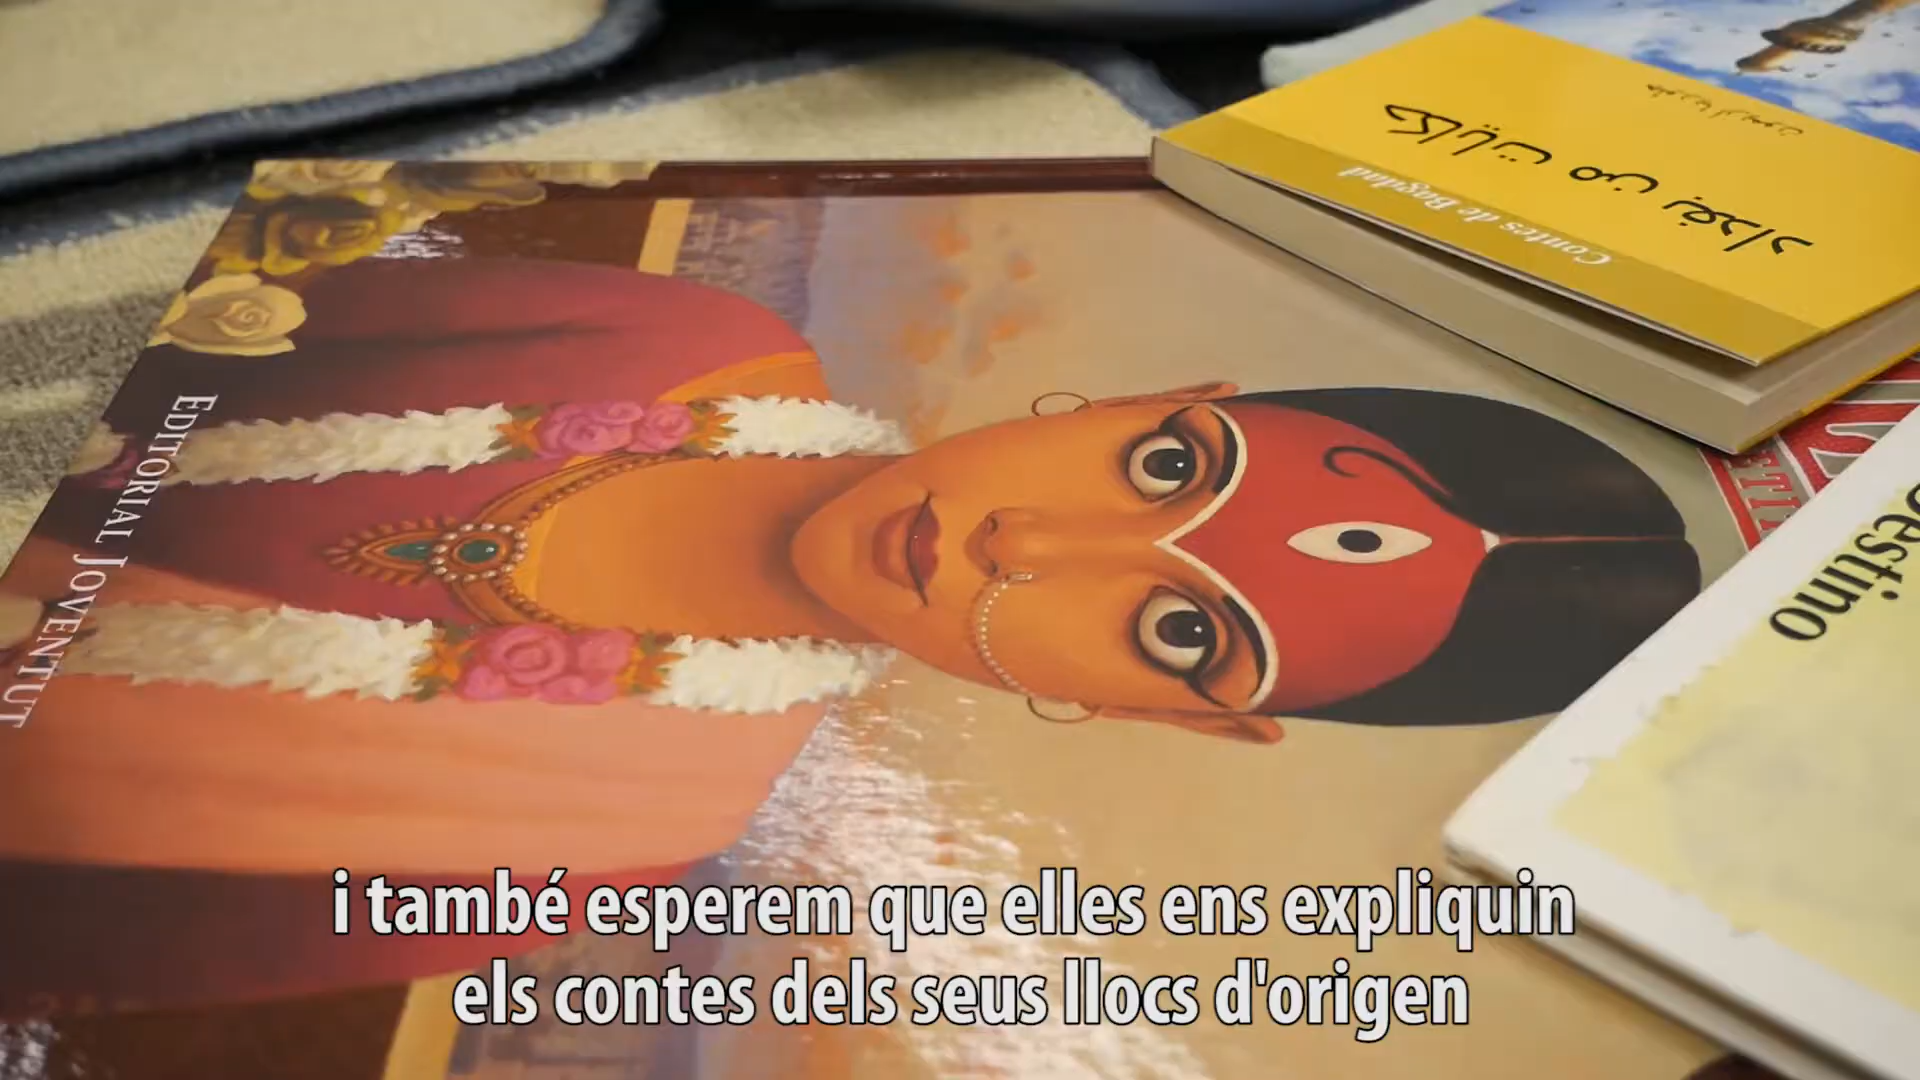 حكايات من بغداد
Contes de Bagdad
EDITORIAL JOVENTUT
i també esperem que elles ens expliquin
els contes dels seus llocs d'origen